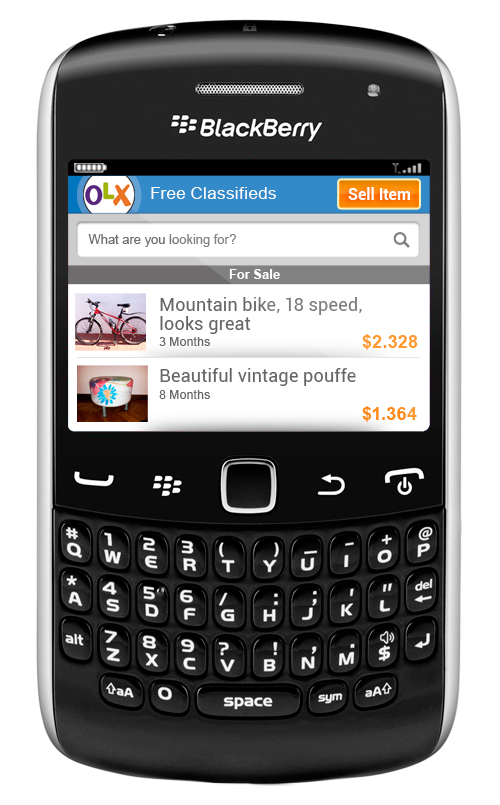 BlackBerry
OLX Free Classifieds Sell Item
What are you looking for?
For Sale
Mountain bike, 18 speed,
looks great
3 Months $2.328
Beautiful vintage pouffe
8 Months
$1.364
# 1 2 3 ( ) _ - + @
Q W E R T Y U I O P
* 4 5 6 / : ; ' " del
A S D F G H J K L ←
alt 7 8 9 ? ! , .
Z X C V B N M $
⇧aA 0 space sym aA⇧